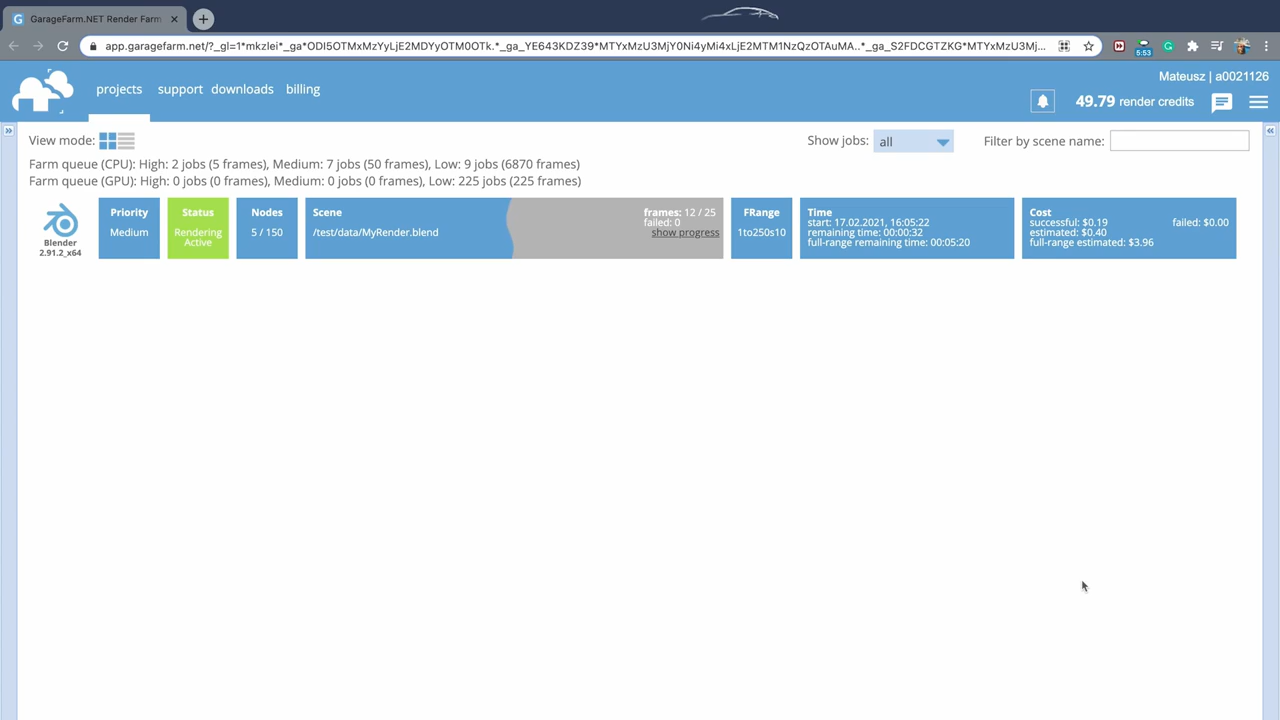 GarageFarm.NET Render Farm
app.garagefarm.net/?_gl=1*mkzlei*_ga*ODI5OTMxMzYyLjE2MDYyOTM0OTk.*_ga_YE643KDZ39*MTYxMzU3MjY0Ni4yMi4xLjE2MTM1NzQzOTAuMA..*_ga_S2FDCGTZKG*MTYxMzU3Mj...
5:53
Mateusz | a0021126
projects support downloads billing
49.79 render credits
View mode:
Show jobs: all
Filter by scene name:
Farm queue (CPU): High: 2 jobs (5 frames), Medium: 7 jobs (50 frames), Low: 9 jobs (6870 frames)
Farm queue (GPU): High: 0 jobs (0 frames), Medium: 0 jobs (0 frames), Low: 225 jobs (225 frames)
Blender
2.91.2_x64
Priority
Medium
Status
Rendering
Active
Nodes
5 / 150
Scene
/test/data/MyRender.blend
frames: 12 / 25
failed: 0
show progress
FRange
1to250s10
Time
start: 17.02.2021, 16:05:22
remaining time: 00:00:32
full-range remaining time: 00:05:20
Cost
successful: $0.19 failed: $0.00
estimated: $0.40
full-range estimated: $3.96